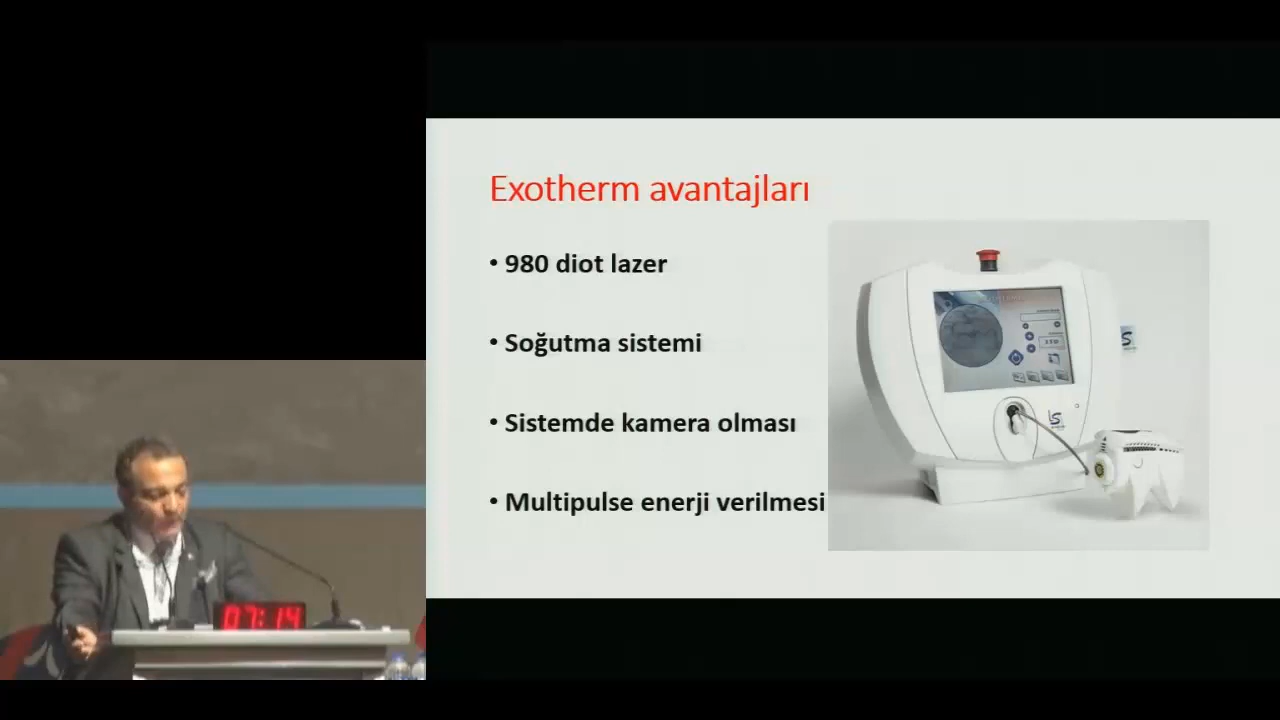 Exotherm avantajları
• 980 diot lazer
• Soğutma sistemi
• Sistemde kamera olması
• Multipulse enerji verilmesi
07:14